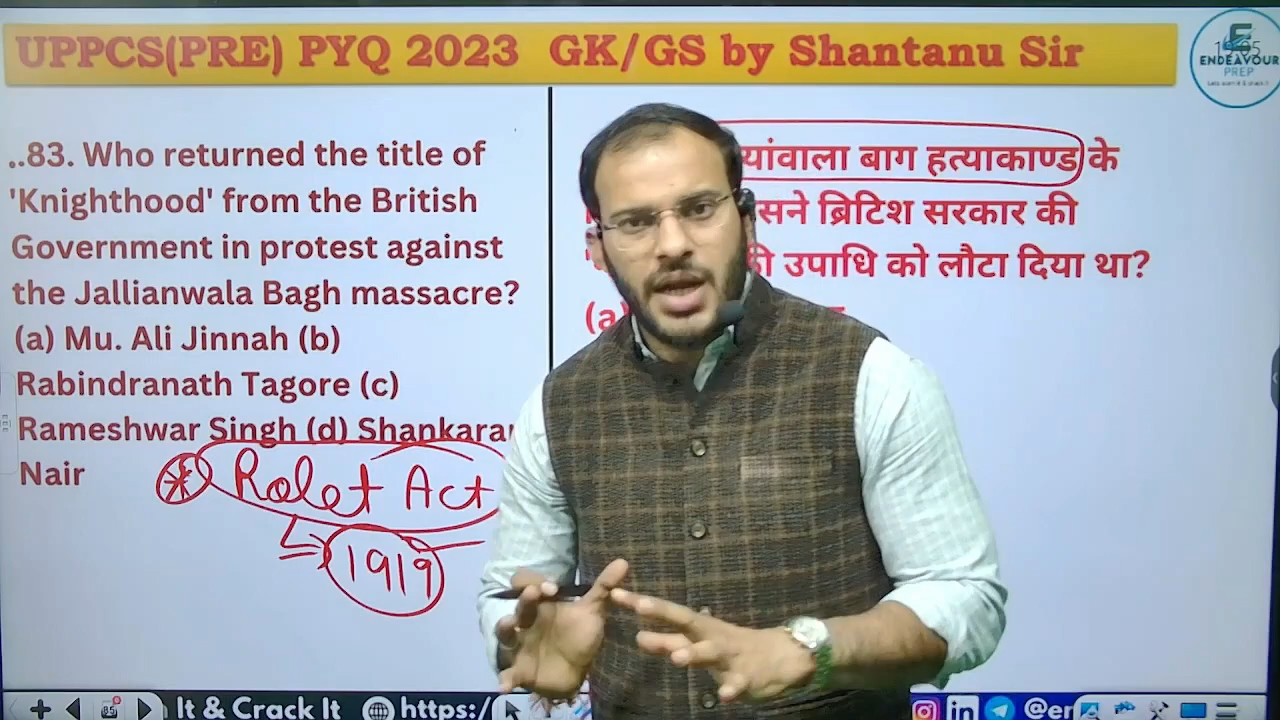 UPPCS(PRE) PYQ 2023 GK/GS by Shantanu Sir
ENDEAVOUR
PREP
..83. Who returned the title of
'Knighthood' from the British
Government in protest against
the Jallianwala Bagh massacre?
(a) Mu. Ali Jinnah (b)
Rabindranath Tagore (c)
Rameshwar Singh (d) Shankaran
Nair
Rolet Act
1919
यांवाला बाग हत्याकाण्ड के
सने ब्रिटिश सरकार की
की उपाधि को लौटा दिया था?
(a)
It & Crack It https:/
@er